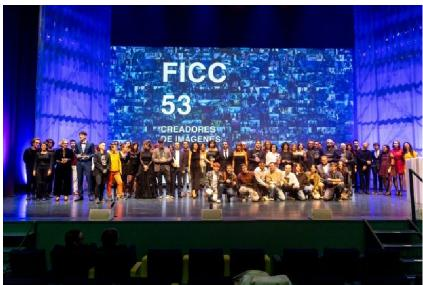 FICC
53
CREADORES
DE IMÁGENES